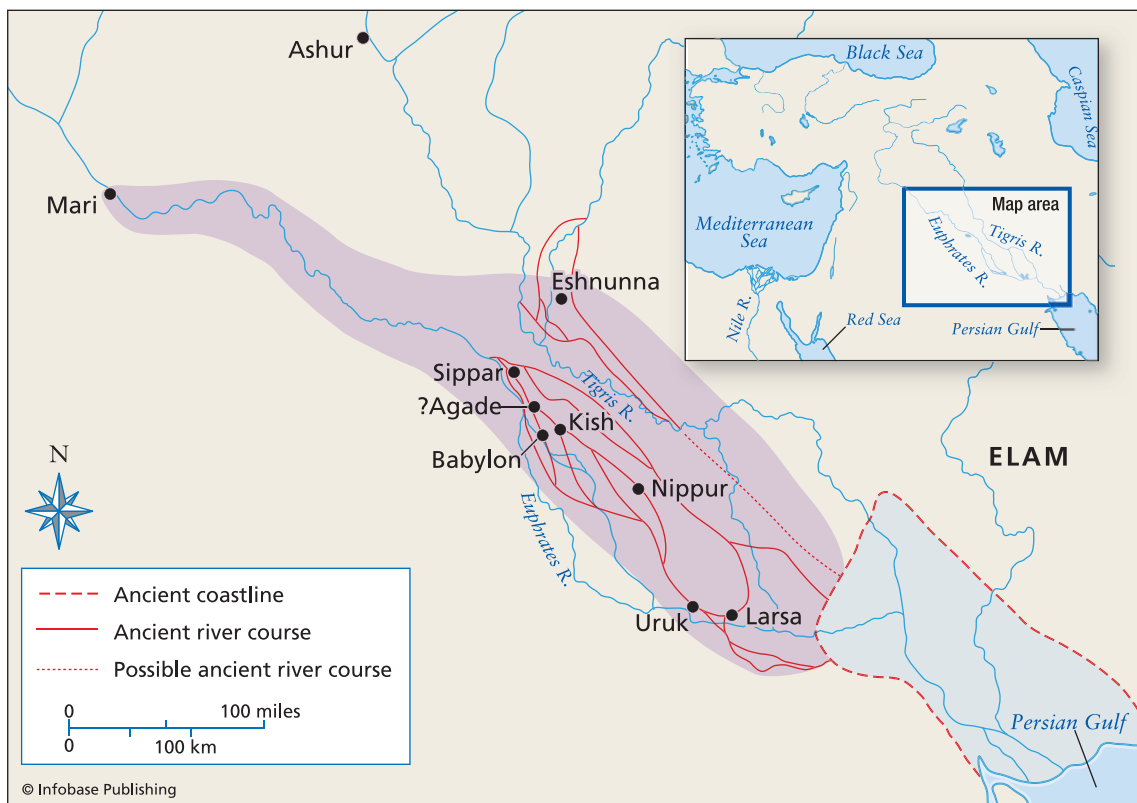 Ashur
Mari
Eshnunna
Sippar
Tigris R.
?Agade
Kish
Babylon
ELAM
Nippur
Euphrates R.
Uruk
Larsa
Persian Gulf
Black Sea
Caspian Sea
Map area
Mediterranean
Sea
Tigris R.
Euphrates R.
Nile R.
Red Sea
Persian Gulf
N
Ancient coastline
Ancient river course
Possible ancient river course
0 100 miles
0 100 km
© Infobase Publishing